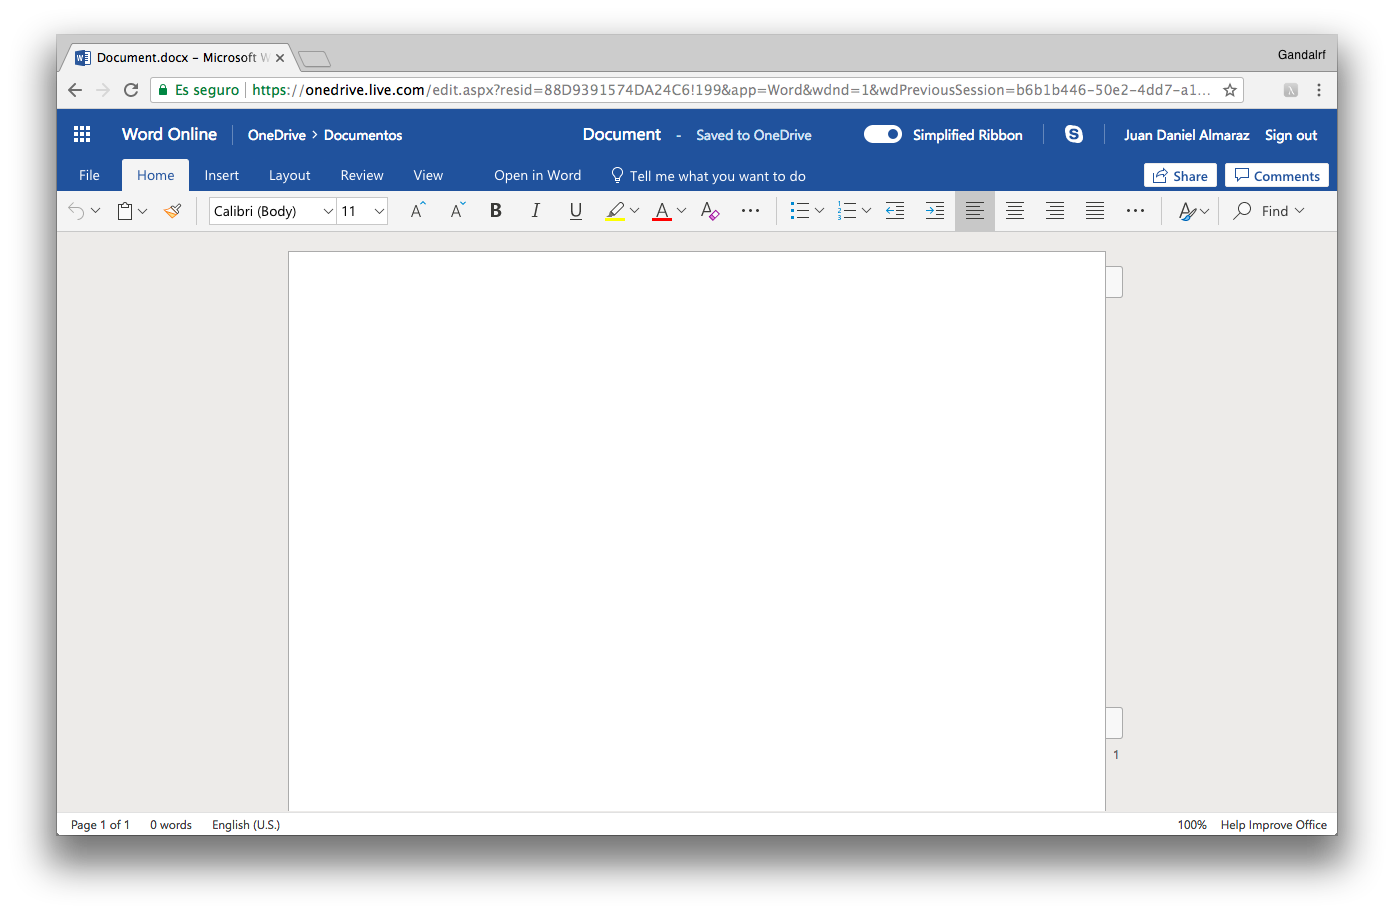 Document.docx - Microsoft W
Gandalrf
Es seguro https://onedrive.live.com/edit.aspx?resid=88D9391574DA24C6!199&app=Word&wdnd=1&wdPreviousSession=b6b1b446-50e2-4dd7-a1...
Word Online OneDrive > Documentos Document - Saved to OneDrive Simplified Ribbon Juan Daniel Almaraz Sign out
File Home Insert Layout Review View Open in Word Tell me what you want to do Share Comments
Calibri (Body) 11 A A B I U A A Find
1
Page 1 of 1 0 words English (U.S.) 100% Help Improve Office